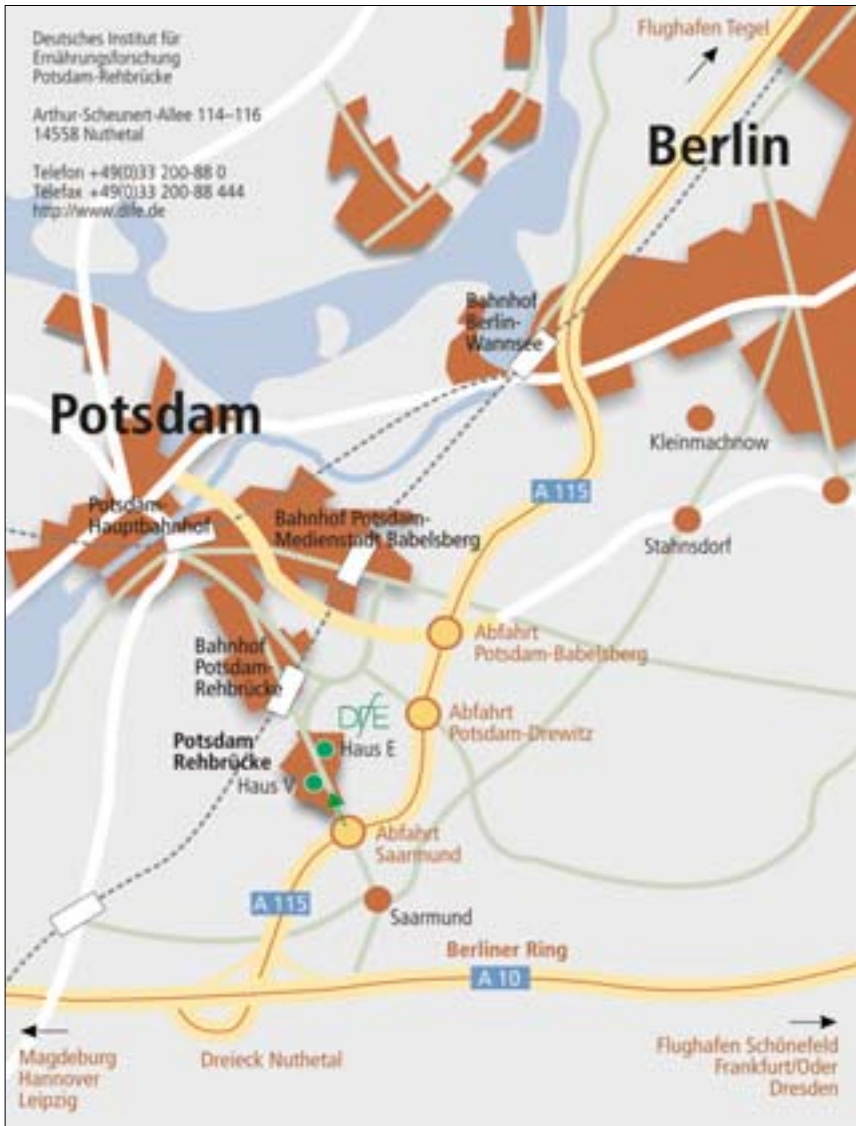 Deutsches Institut für
Ernährungsforschung
Potsdam-Rehbrücke
Arthur-Scheunert-Allee 114–116
14558 Nuthetal
Telefon +49(0)33 200-88 0
Telefax +49(0)33 200-88 444
http://www.dife.de
Flughafen Tegel
Berlin
Bahnhof
Berlin-
Wannsee
Potsdam
Kleinmachnow
A 115
Potsdam-
Hauptbahnhof
Bahnhof Potsdam-
Medienstadt Babelsberg
Stahnsdorf
Abfahrt
Potsdam-Babelsberg
Bahnhof
Potsdam-
Rehbrücke
DIfE
Abfahrt
Potsdam-Drewitz
Potsdam
Rehbrücke
Haus E
Haus V
Abfahrt
Saarmund
A 115
Saarmund
Berliner Ring
A 10
Magdeburg
Hannover
Leipzig
Dreieck Nuthetal
Flughafen Schönefeld
Frankfurt/Oder
Dresden